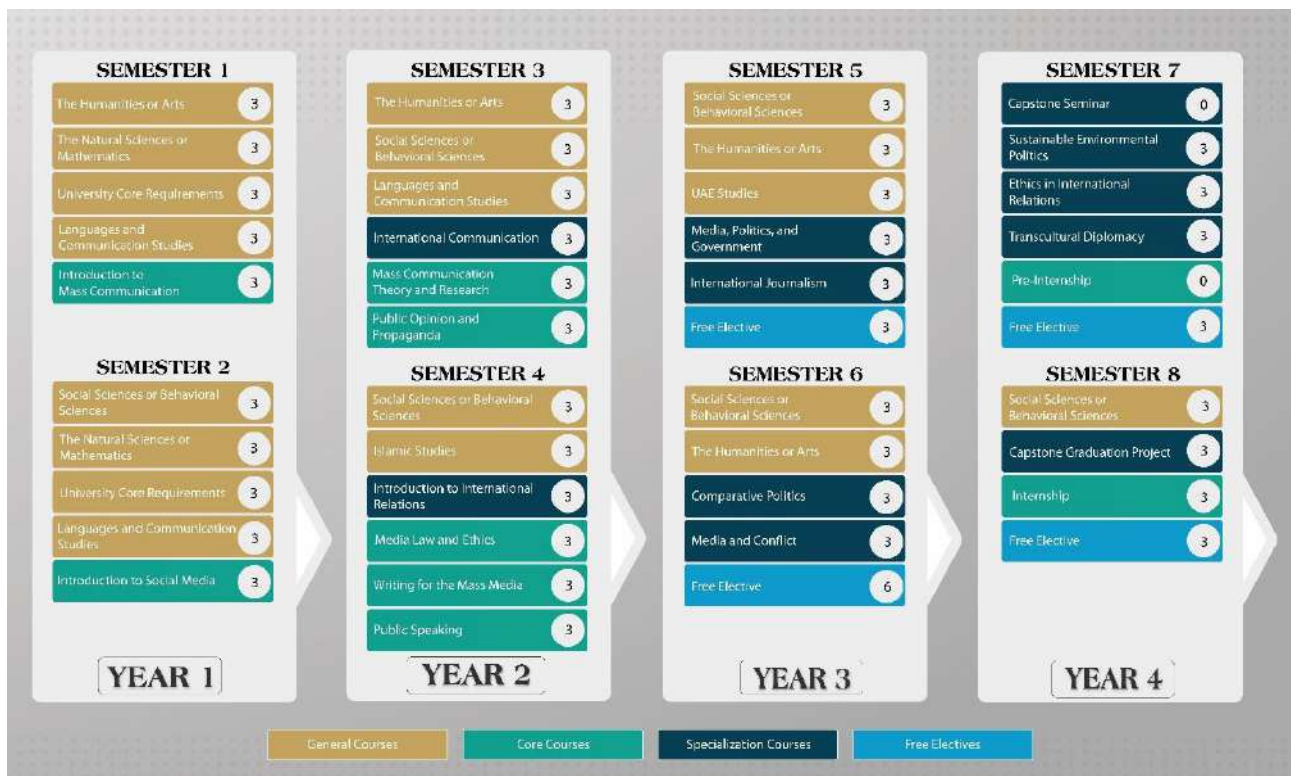 SEMESTER 1
The Humanities or Arts 3
The Natural Sciences or
Mathematics 3
University Core Requirements 3
Languages and
Communication Studies 3
Introduction to
Mass Communication 3
SEMESTER 2
Social Sciences or Behavioral
Sciences 3
The Natural Sciences or
Mathematics 3
University Core Requirements 3
Languages and Communication
Studies 3
Introduction to Social Media 3
YEAR 1
SEMESTER 3
The Humanities or Arts 3
Social Sciences or
Behavioral Sciences 3
Languages and
Communication Studies 3
International Communication 3
Mass Communication
Theory and Research 3
Public Opinion and
Propaganda 3
SEMESTER 4
Social Sciences or Behavioral
Sciences 3
Islamic Studies 3
Introduction to International
Relations 3
Media Law and Ethics 3
Writing for the Mass Media 3
Public Speaking 3
YEAR 2
SEMESTER 5
Social Sciences or
Behavioral Sciences 3
The Humanities or Arts 3
UAE Studies 3
Media, Politics, and
Government 3
International Journalism 3
Free Elective 3
SEMESTER 6
Social Sciences or
Behavioral Sciences 3
The Humanities or Arts 3
Comparative Politics 3
Media and Conflict 3
Free Elective 6
YEAR 3
SEMESTER 7
Capstone Seminar 0
Sustainable Environmental
Politics 3
Ethics in International
Relations 3
Transcultural Diplomacy 3
Pre-Internship 0
Free Elective 3
SEMESTER 8
Social Sciences or
Behavioral Sciences 3
Capstone Graduation Project 3
Internship 3
Free Elective 3
YEAR 4
General Courses
Core Courses
Specialization Courses
Free Electives